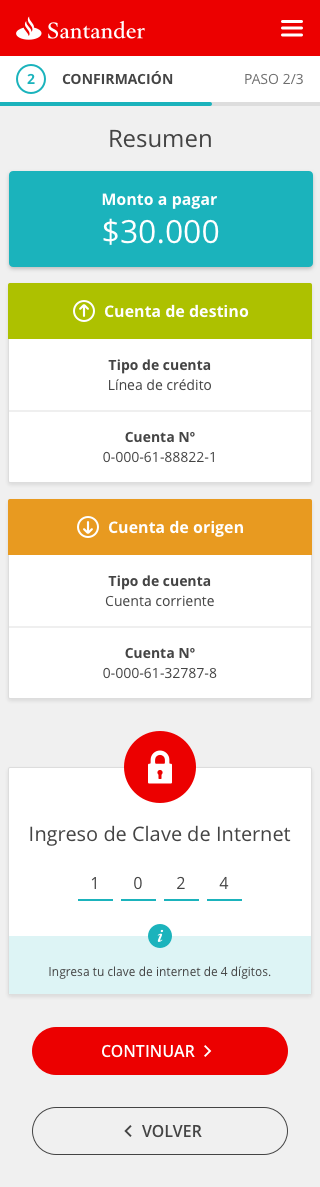 Santander
2 CONFIRMACIÓN PASO 2/3
Resumen
Monto a pagar
$30.000
Cuenta de destino
Tipo de cuenta
Línea de crédito
Cuenta Nº
0-000-61-88822-1
Cuenta de origen
Tipo de cuenta
Cuenta corriente
Cuenta Nº
0-000-61-32787-8
Ingreso de Clave de Internet
1 0 2 4
i
Ingresa tu clave de internet de 4 dígitos.
CONTINUAR
VOLVER